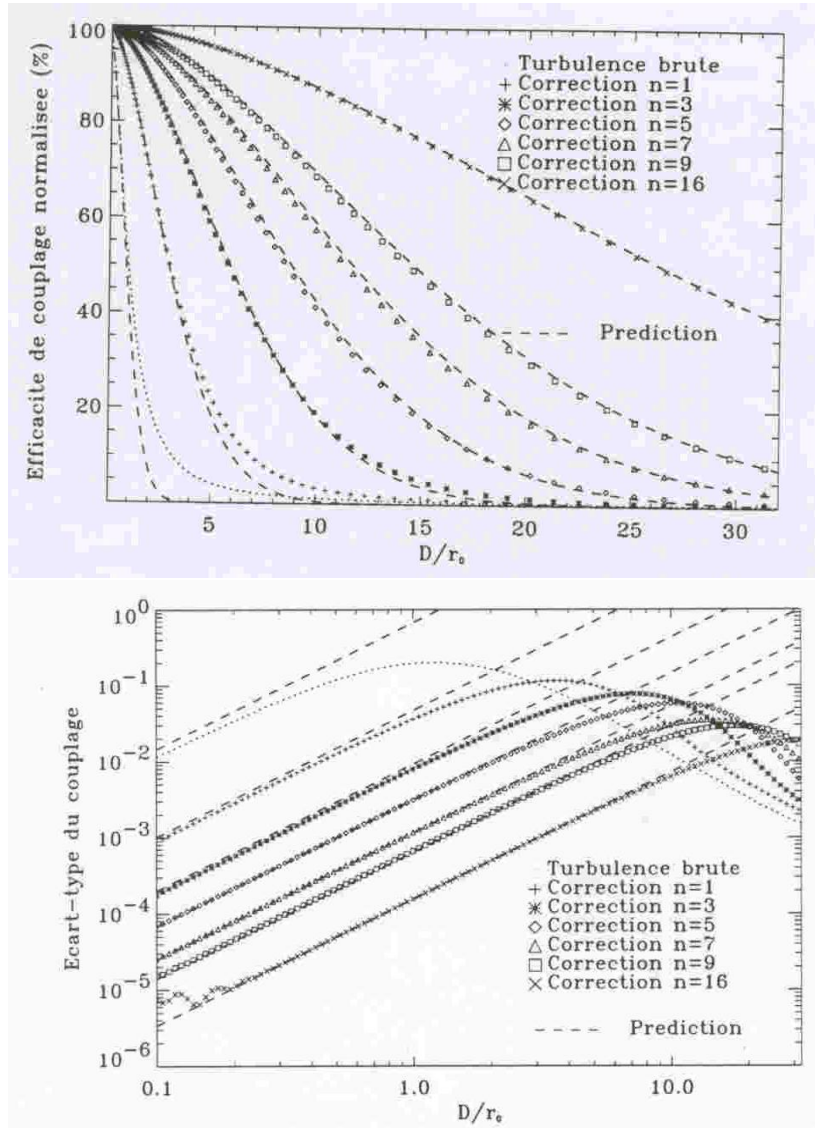 100
80
60
40
20
Efficacite de couplage normalisee (%)
Turbulence brute
Correction n=1
Correction n=3
Correction n=5
Correction n=7
Correction n=9
Correction n=16
Prediction
5 10 15 20 25 30
D/r₀
10⁰
10⁻¹
10⁻²
10⁻³
10⁻⁴
10⁻⁵
10⁻⁶
Ecart-type du couplage
Turbulence brute
Correction n=1
Correction n=3
Correction n=5
Correction n=7
Correction n=9
Correction n=16
Prediction
0.1 1.0 10.0
D/r₀